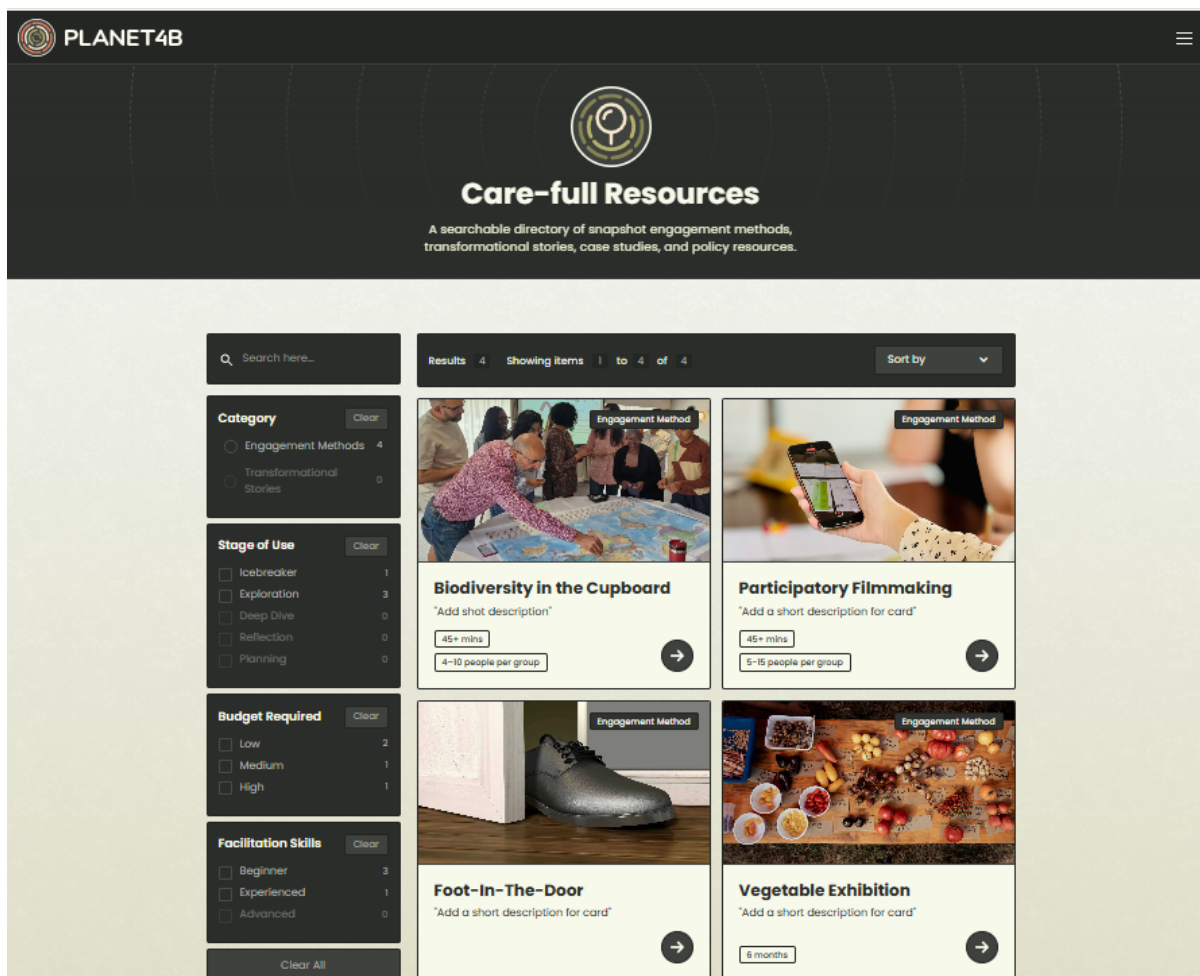 PLANET4B
Care-full Resources
A searchable directory of snapshot engagement methods,
transformational stories, case studies, and policy resources.
Search here...
Category Clear
Engagement Methods 4
Transformational
Stories 0
Stage of Use Clear
Icebreaker 1
Exploration 3
Deep Dive 0
Reflection 0
Planning 0
Budget Required Clear
Low 2
Medium 1
High 1
Facilitation Skills Clear
Beginner 3
Experienced 1
Advanced 0
Clear All
Results 4 Showing items 1 to 4 of 4 Sort by
Engagement Method
Biodiversity in the Cupboard
"Add shot description"
45+ mins
4-10 people per group
Engagement Method
Participatory Filmmaking
"Add a short description for card"
45+ mins
5-15 people per group
Engagement Method
Foot-In-The-Door
"Add a short description for card"
Engagement Method
Vegetable Exhibition
"Add a short description for card"
6 months